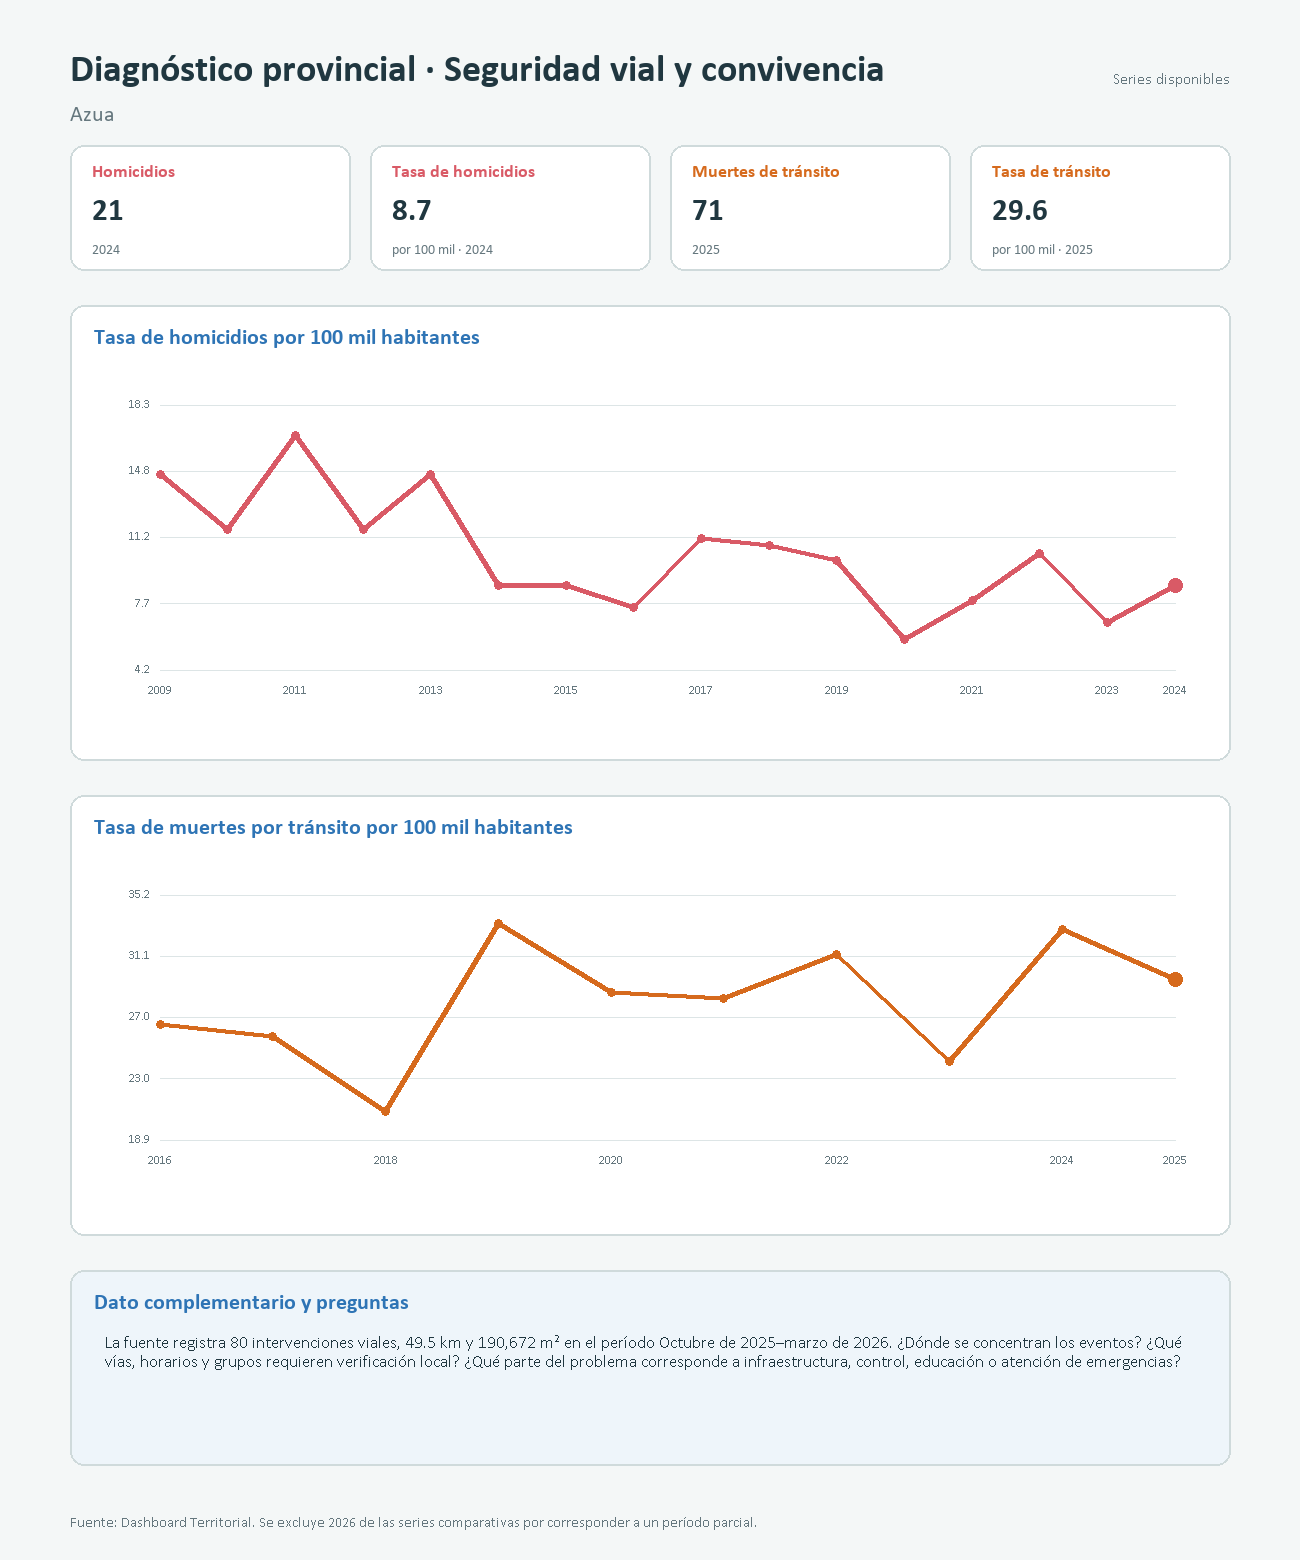 Diagnóstico provincial · Seguridad vial y convivencia
Series disponibles
Azua
Homicidios
21
2024
Tasa de homicidios
8.7
por 100 mil · 2024
Muertes de tránsito
71
2025
Tasa de tránsito
29.6
por 100 mil · 2025
Tasa de homicidios por 100 mil habitantes
18.3
14.8
11.2
7.7
4.2
2009 2011 2013 2015 2017 2019 2021 2023 2024
Tasa de muertes por tránsito por 100 mil habitantes
35.2
31.1
27.0
23.0
18.9
2016 2018 2020 2022 2024 2025
Dato complementario y preguntas
La fuente registra 80 intervenciones viales, 49.5 km y 190,672 m² en el período Octubre de 2025–marzo de 2026. ¿Dónde se concentran los eventos? ¿Qué
vías, horarios y grupos requieren verificación local? ¿Qué parte del problema corresponde a infraestructura, control, educación o atención de emergencias?
Fuente: Dashboard Territorial. Se excluye 2026 de las series comparativas por corresponder a un período parcial.